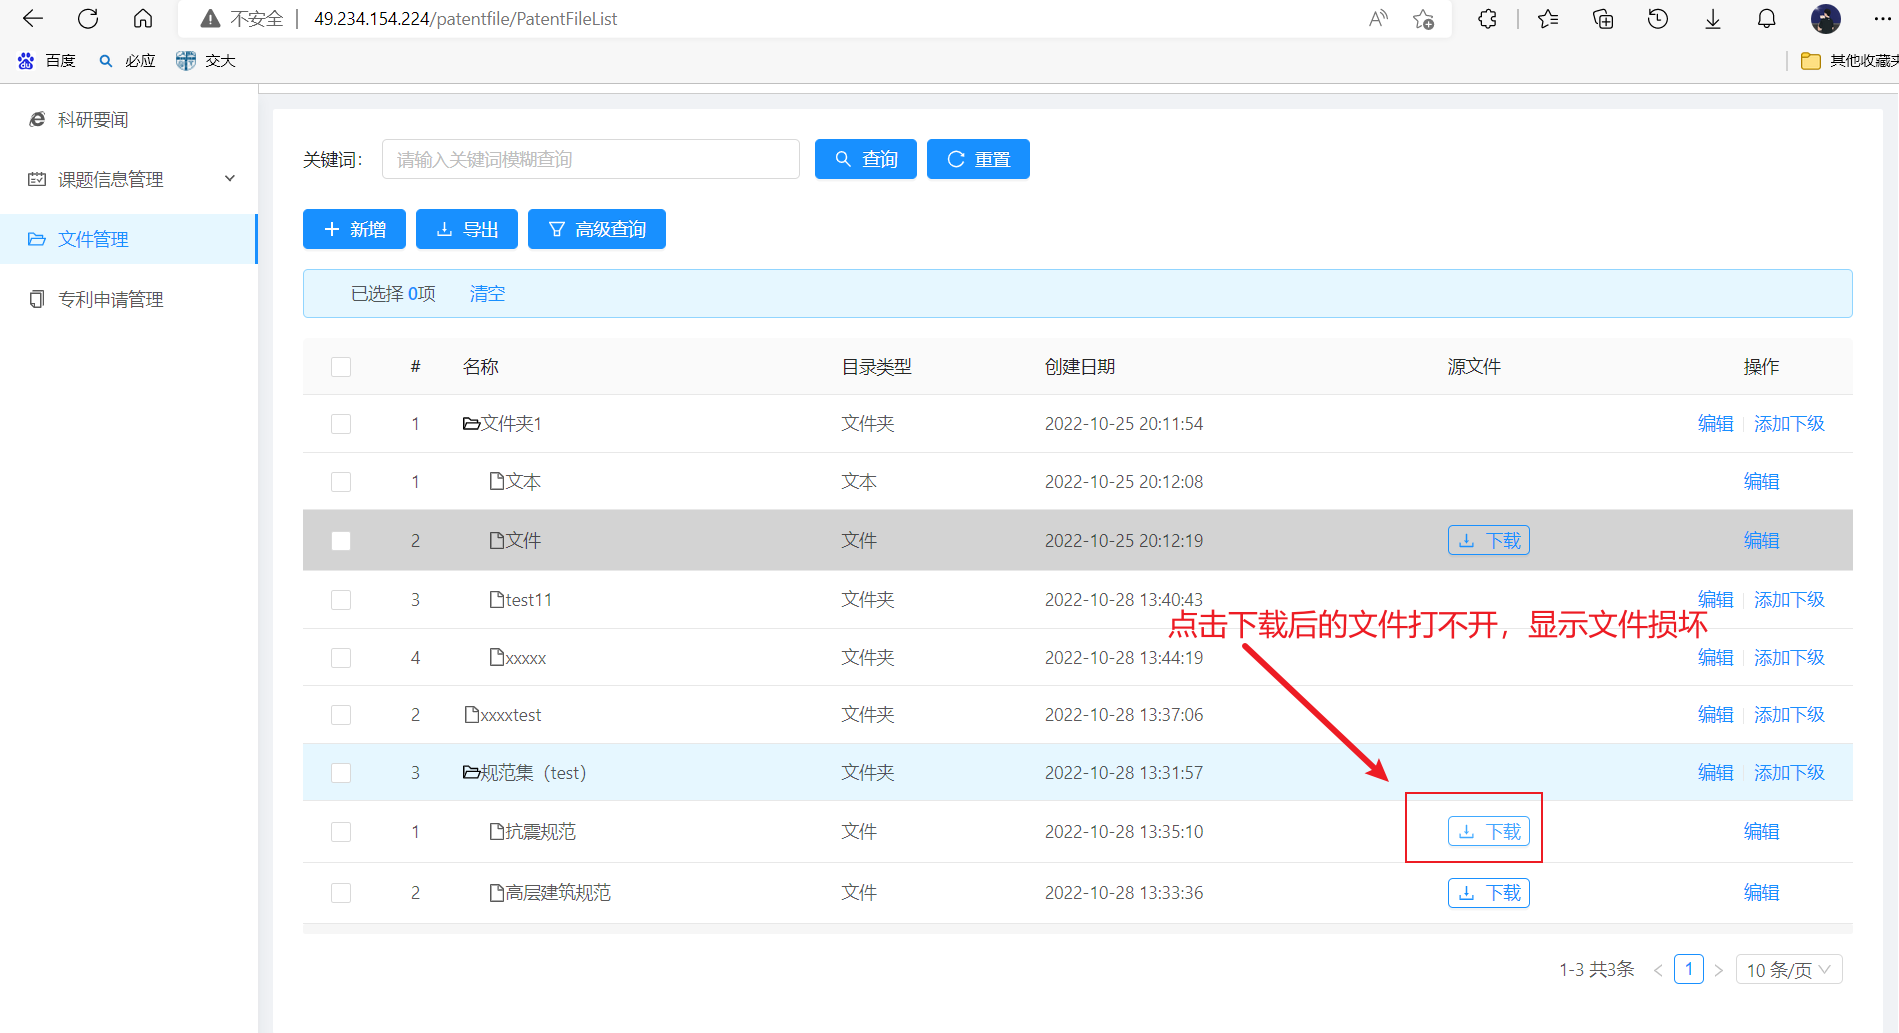 不安全 49.234.154.224/patentfile/PatentFileList
百度 必应 交大 其他收藏夹
科研要闻
课题信息管理
文件管理
专利申请管理
关键词: 请输入关键词模糊查询 查询 重置
新增 导出 高级查询
已选择 0项 清空
# 名称 目录类型 创建日期 源文件 操作
1 文件夹1 文件夹 2022-10-25 20:11:54 编辑 添加下级
1 文本 文本 2022-10-25 20:12:08 编辑
2 文件 文件 2022-10-25 20:12:19 下载 编辑
3 test11 文件夹 2022-10-28 13:40:43 编辑 添加下级
点击下载后的文件打不开，显示文件损坏
4 xxxxx 文件夹 2022-10-28 13:44:19 编辑 添加下级
2 xxxxtest 文件夹 2022-10-28 13:37:06 编辑 添加下级
3 规范集（test） 文件夹 2022-10-28 13:31:57 编辑 添加下级
1 抗震规范 文件 2022-10-28 13:35:10 下载 编辑
2 高层建筑规范 文件 2022-10-28 13:33:36 下载 编辑
1-3 共3条 < 1 > 10 条/页